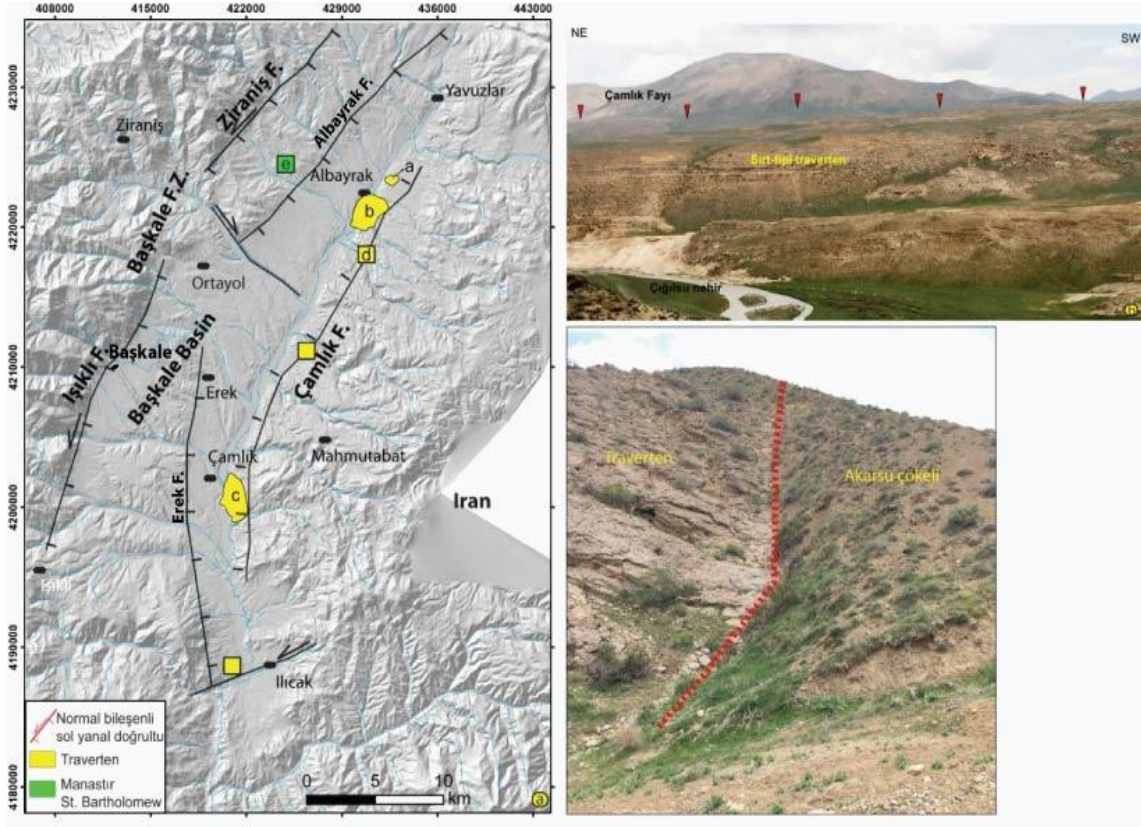 408000 415000 422000 429000 436000 443000
4230000
4220000
4210000
4200000
4190000
4180000
Ziraniş F.
Albayrak F.
Yavuzlar
Ziraniş
e
Albayrak
a
b
Başkale F.Z.
d
Ortayol
Işıklı F.
Başkale
Başkale Basin
Çamlık F.
Erek
Çamlık
Mahmutabat
c
Iran
Erek F.
Işıklı
Ilıcak
Normal bileşenli
sol yanal doğrultu
Traverten
Manastır
St. Bartholomew
0 5 10
km
a
NE SW
Çamlık Fayı
Sırt-tipi traverten
Çığılsu nehir
b
Traverten
Akarsu çökeli